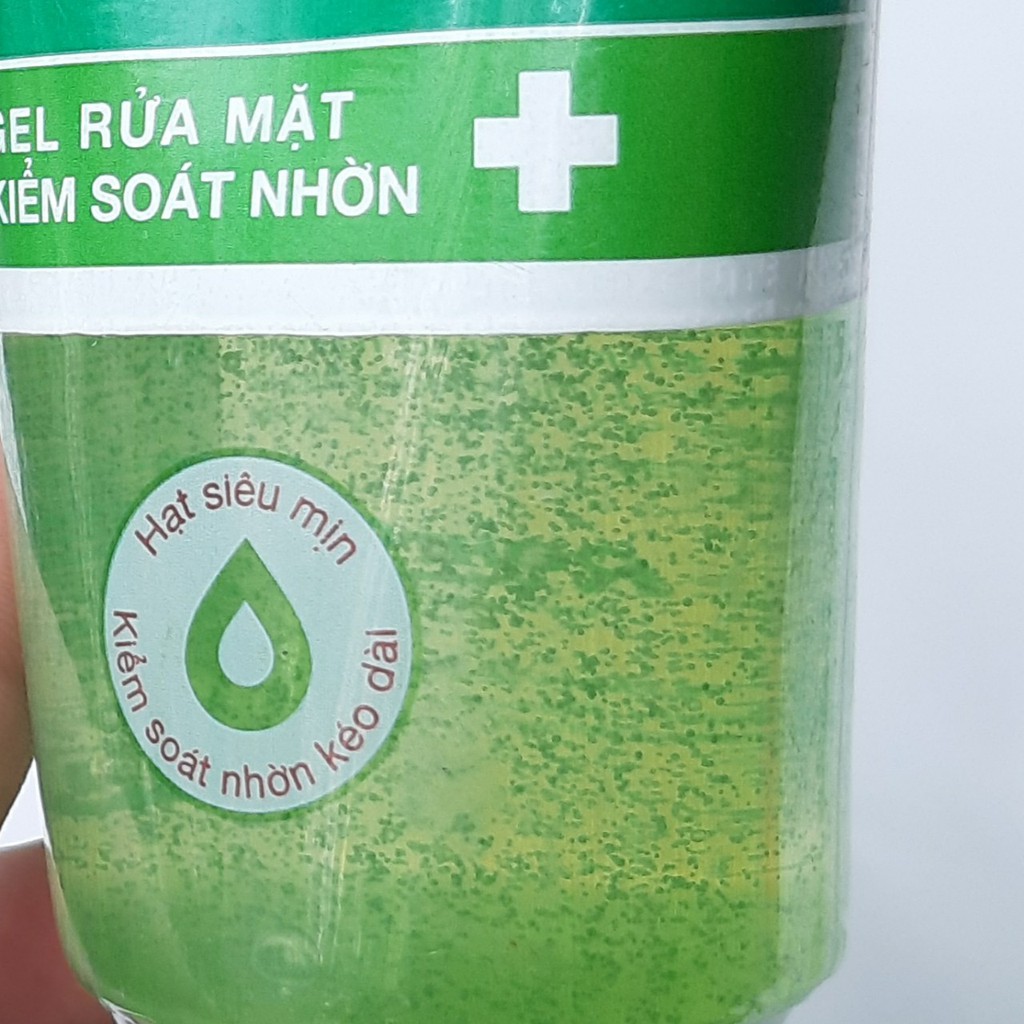 GEL RỬA MẶT
KIỂM SOÁT NHỜN
Hạt siêu mịn
Kiểm soát nhờn kéo dài